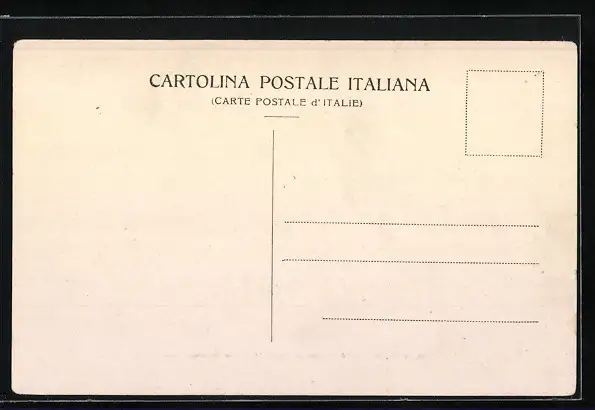 CARTOLINA POSTALE ITALIANA
(CARTE POSTALE d'ITALIE)